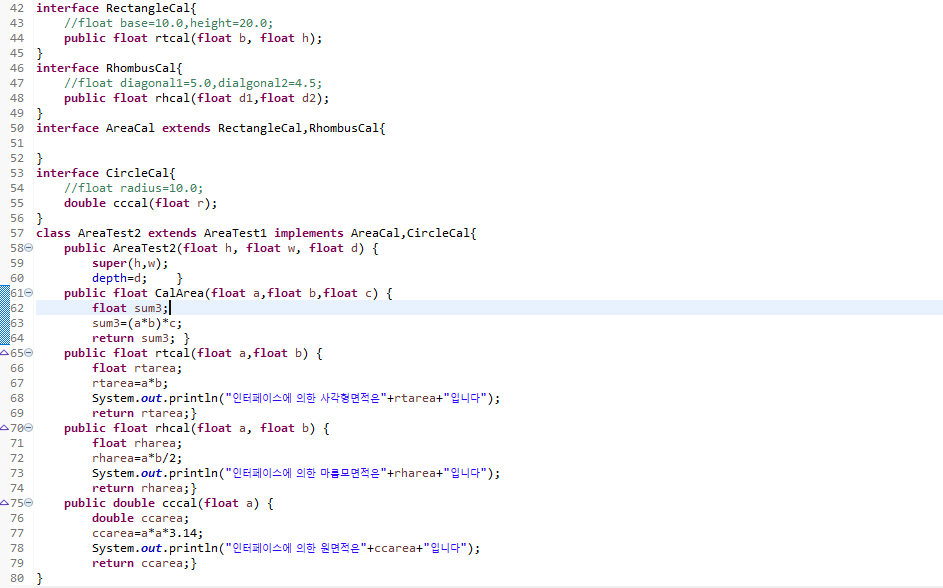 42 interface RectangleCal{
43 //float base=10.0,height=20.0;
44 public float rtcal(float b, float h);
45 }
46 interface RhombusCal{
47 //float diagonal1=5.0,dialgonal2=4.5;
48 public float rhcal(float d1,float d2);
49 }
50 interface AreaCal extends RectangleCal,RhombusCal{
51
52 }
53 interface CircleCal{
54 //float radius=10.0;
55 double cccal(float r);
56 }
57 class AreaTest2 extends AreaTest1 implements AreaCal,CircleCal{
58 public AreaTest2(float h, float w, float d) {
59 super(h,w);
60 depth=d; }
61 public float CalArea(float a,float b,float c) {
62 float sum3;
63 sum3=(a*b)*c;
64 return sum3; }
65 public float rtcal(float a,float b) {
66 float rtarea;
67 rtarea=a*b;
68 System.out.println("인터페이스에 의한 사각형면적은"+rtarea+"입니다");
69 return rtarea;}
70 public float rhcal(float a, float b) {
71 float rharea;
72 rharea=a*b/2;
73 System.out.println("인터페이스에 의한 마름모면적은"+rharea+"입니다");
74 return rharea;}
75 public double cccal(float a) {
76 double ccarea;
77 ccarea=a*a*3.14;
78 System.out.println("인터페이스에 의한 원면적은"+ccarea+"입니다");
79 return ccarea;}
80 }